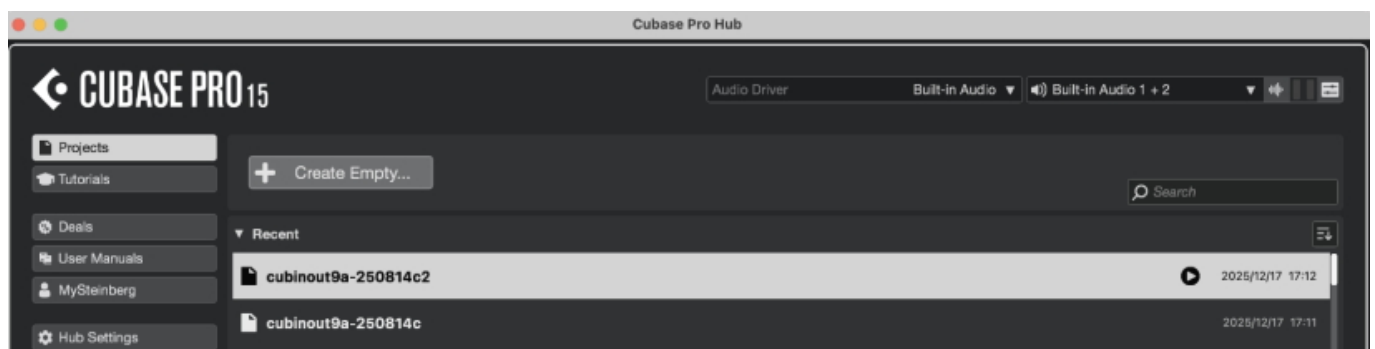 Cubase Pro Hub
CUBASE PRO 15
Audio Driver Built-in Audio Built-in Audio 1 + 2
Projects
Tutorials
Create Empty...
Search
Deals
Recent
User Manuals
cubinout9a-250814c2 2025/12/17 17:12
MySteinberg
cubinout9a-250814c 2025/12/17 17:11
Hub Settings